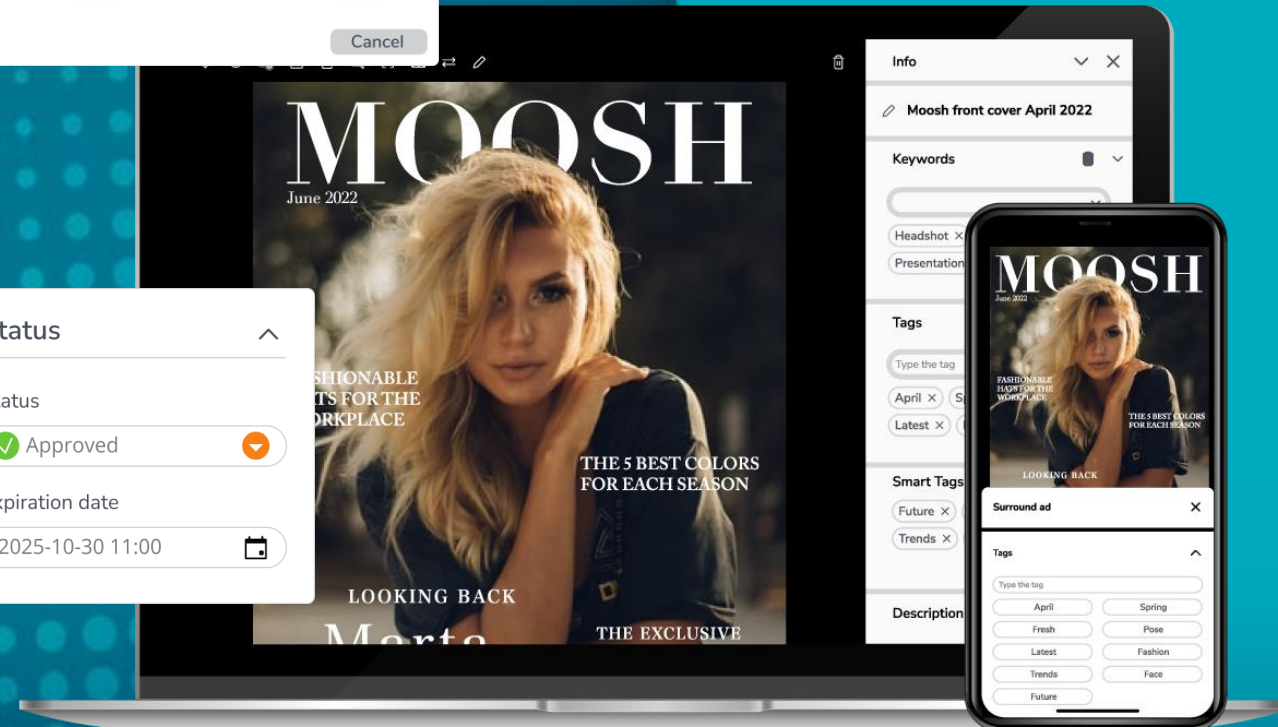 Cancel
MOOSH
June 2022
SHIONABLE
TS FOR THE
ORKPLACE
THE 5 BEST COLORS
FOR EACH SEASON
LOOKING BACK
THE EXCLUSIVE
tatus
tatus
Approved
xpiration date
2025-10-30 11:00
Info
Moosh front cover April 2022
Keywords
Headshot ×
Presentation
Tags
Type the tag
April ×
Latest ×
Smart Tags
Future ×
Trends ×
Description
MOOSH
June 2022
FASHIONABLE
HATS FOR THE
WORKPLACE
THE 5 BEST COLORS
FOR EACH SEASON
LOOKING BACK
Surround ad
Tags
Type the tag
April Spring
Fresh Pose
Latest Fashion
Trends Face
Future